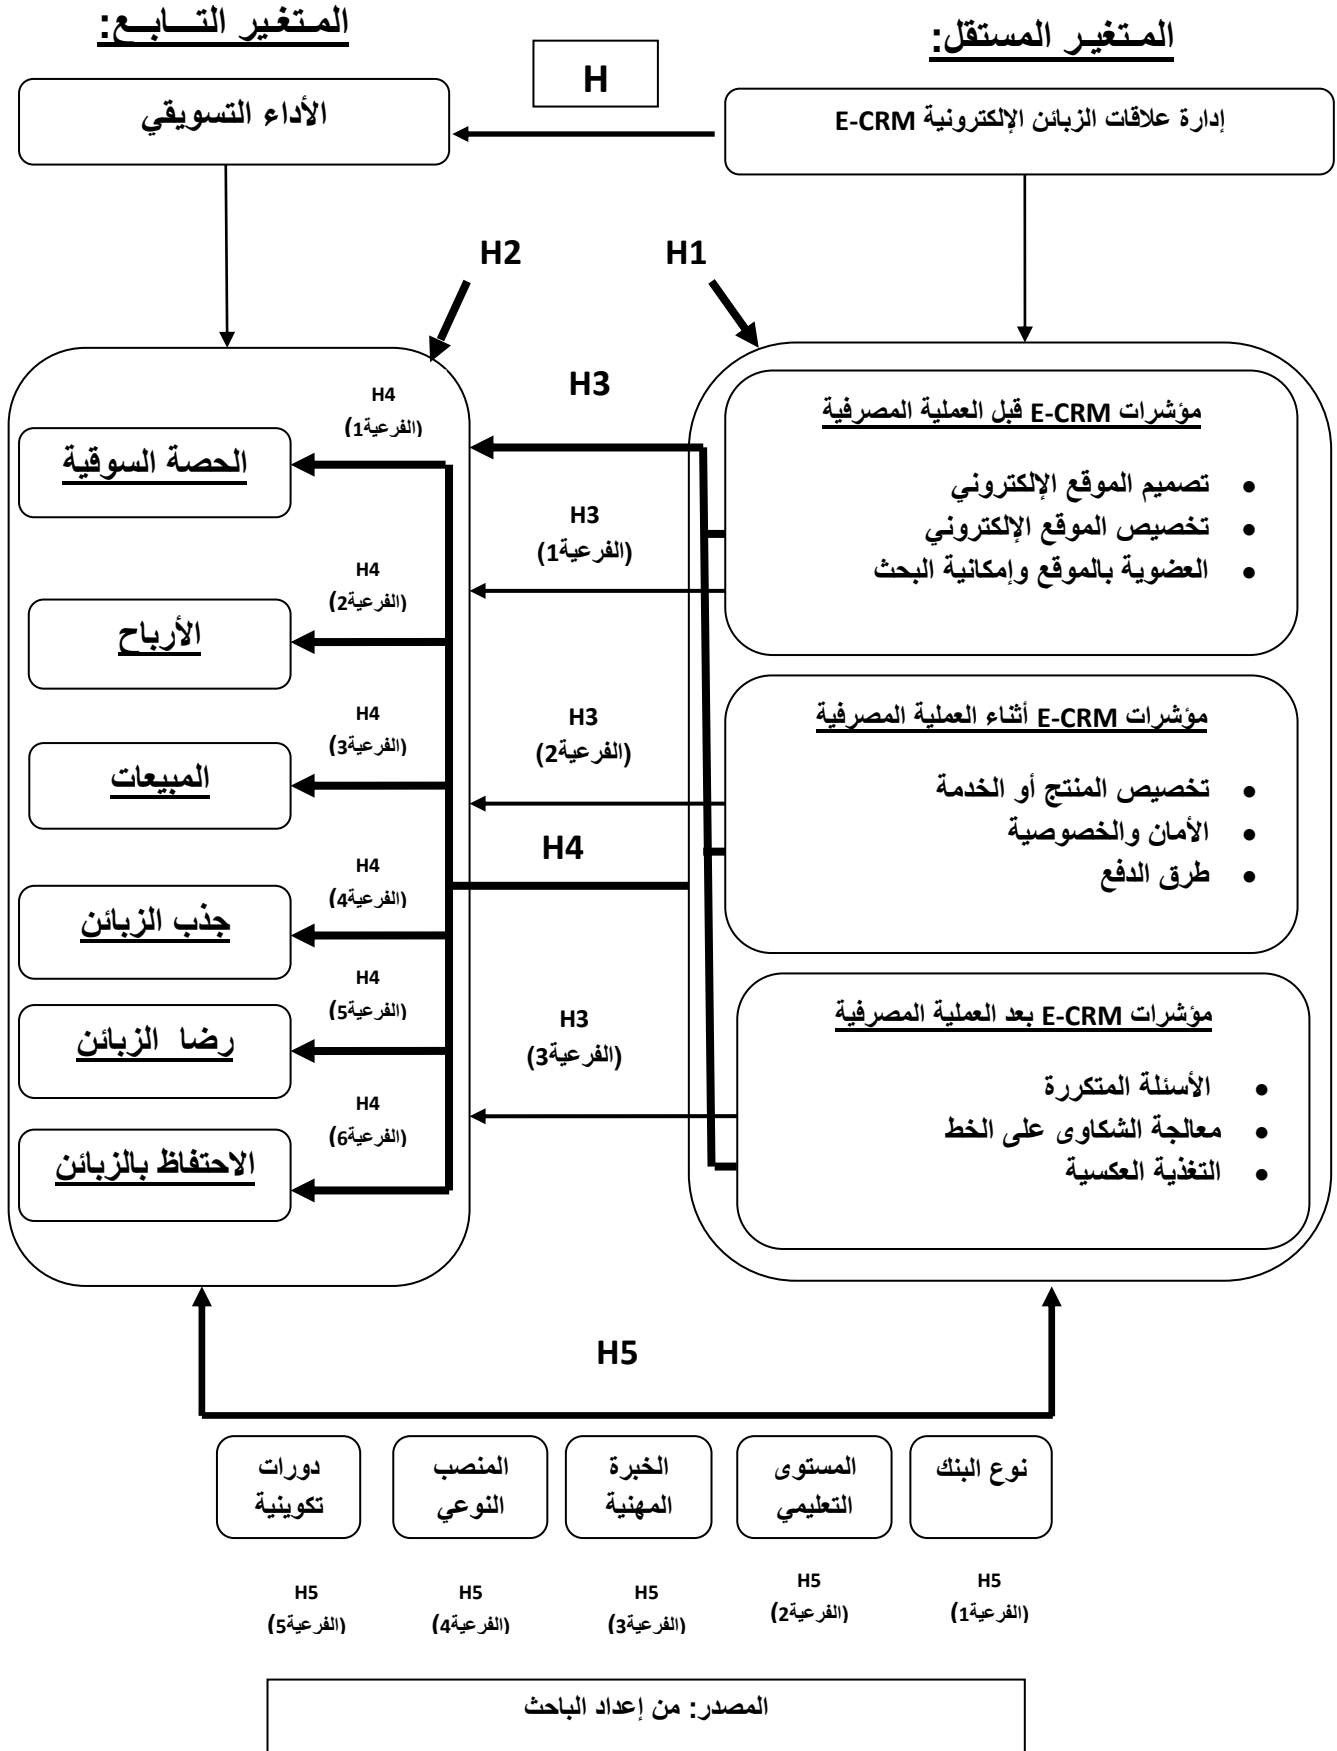 المـتغيـر المستقل:
المـتغير التـــابــع:
H
إدارة علاقات الزبائن الإلكترونية E-CRM
الأداء التسويقي
H1
H2
H3
مؤشرات E-CRM قبل العملية المصرفية
• تصميم الموقع الإلكتروني
• تخصيص الموقع الإلكتروني
• العضوية بالموقع وإمكانية البحث
H3
(الفرعية1)
مؤشرات E-CRM أثناء العملية المصرفية
• تخصيص المنتج أو الخدمة
• الأمان والخصوصية
• طرق الدفع
H3
(الفرعية2)
H4
مؤشرات E-CRM بعد العملية المصرفية
• الأسئلة المتكررة
• معالجة الشكاوى على الخط
• التغذية العكسية
H3
(الفرعية3)
H4
(الفرعية1)
الحصة السوقية
H4
(الفرعية2)
الأرباح
H4
(الفرعية3)
المبيعات
H4
(الفرعية4)
جذب الزبائن
H4
(الفرعية5)
رضا الزبائن
H4
(الفرعية6)
الاحتفاظ بالزبائن
H5
نوع البنك
المستوى
التعليمي
الخبرة
المهنية
المنصب
النوعي
دورات
تكوينية
H5
(الفرعية1)
H5
(الفرعية2)
H5
(الفرعية3)
H5
(الفرعية4)
H5
(الفرعية5)
المصدر: من إعداد الباحث